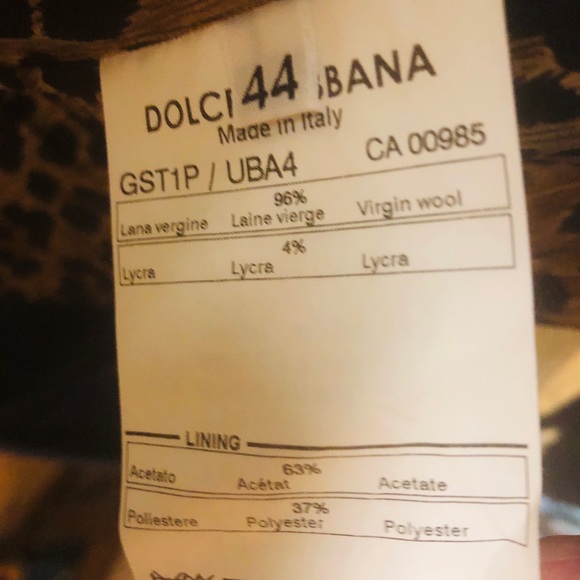 44
DOLC BANA
Made in Italy
GST1P / UBA4 CA 00985
96%
Lana vergine Laine vierge Virgin wool
4%
Lycra Lycra Lycra
LINING
63%
Acetato Acétat Acetate
37%
Poliestere Polyester Polyester